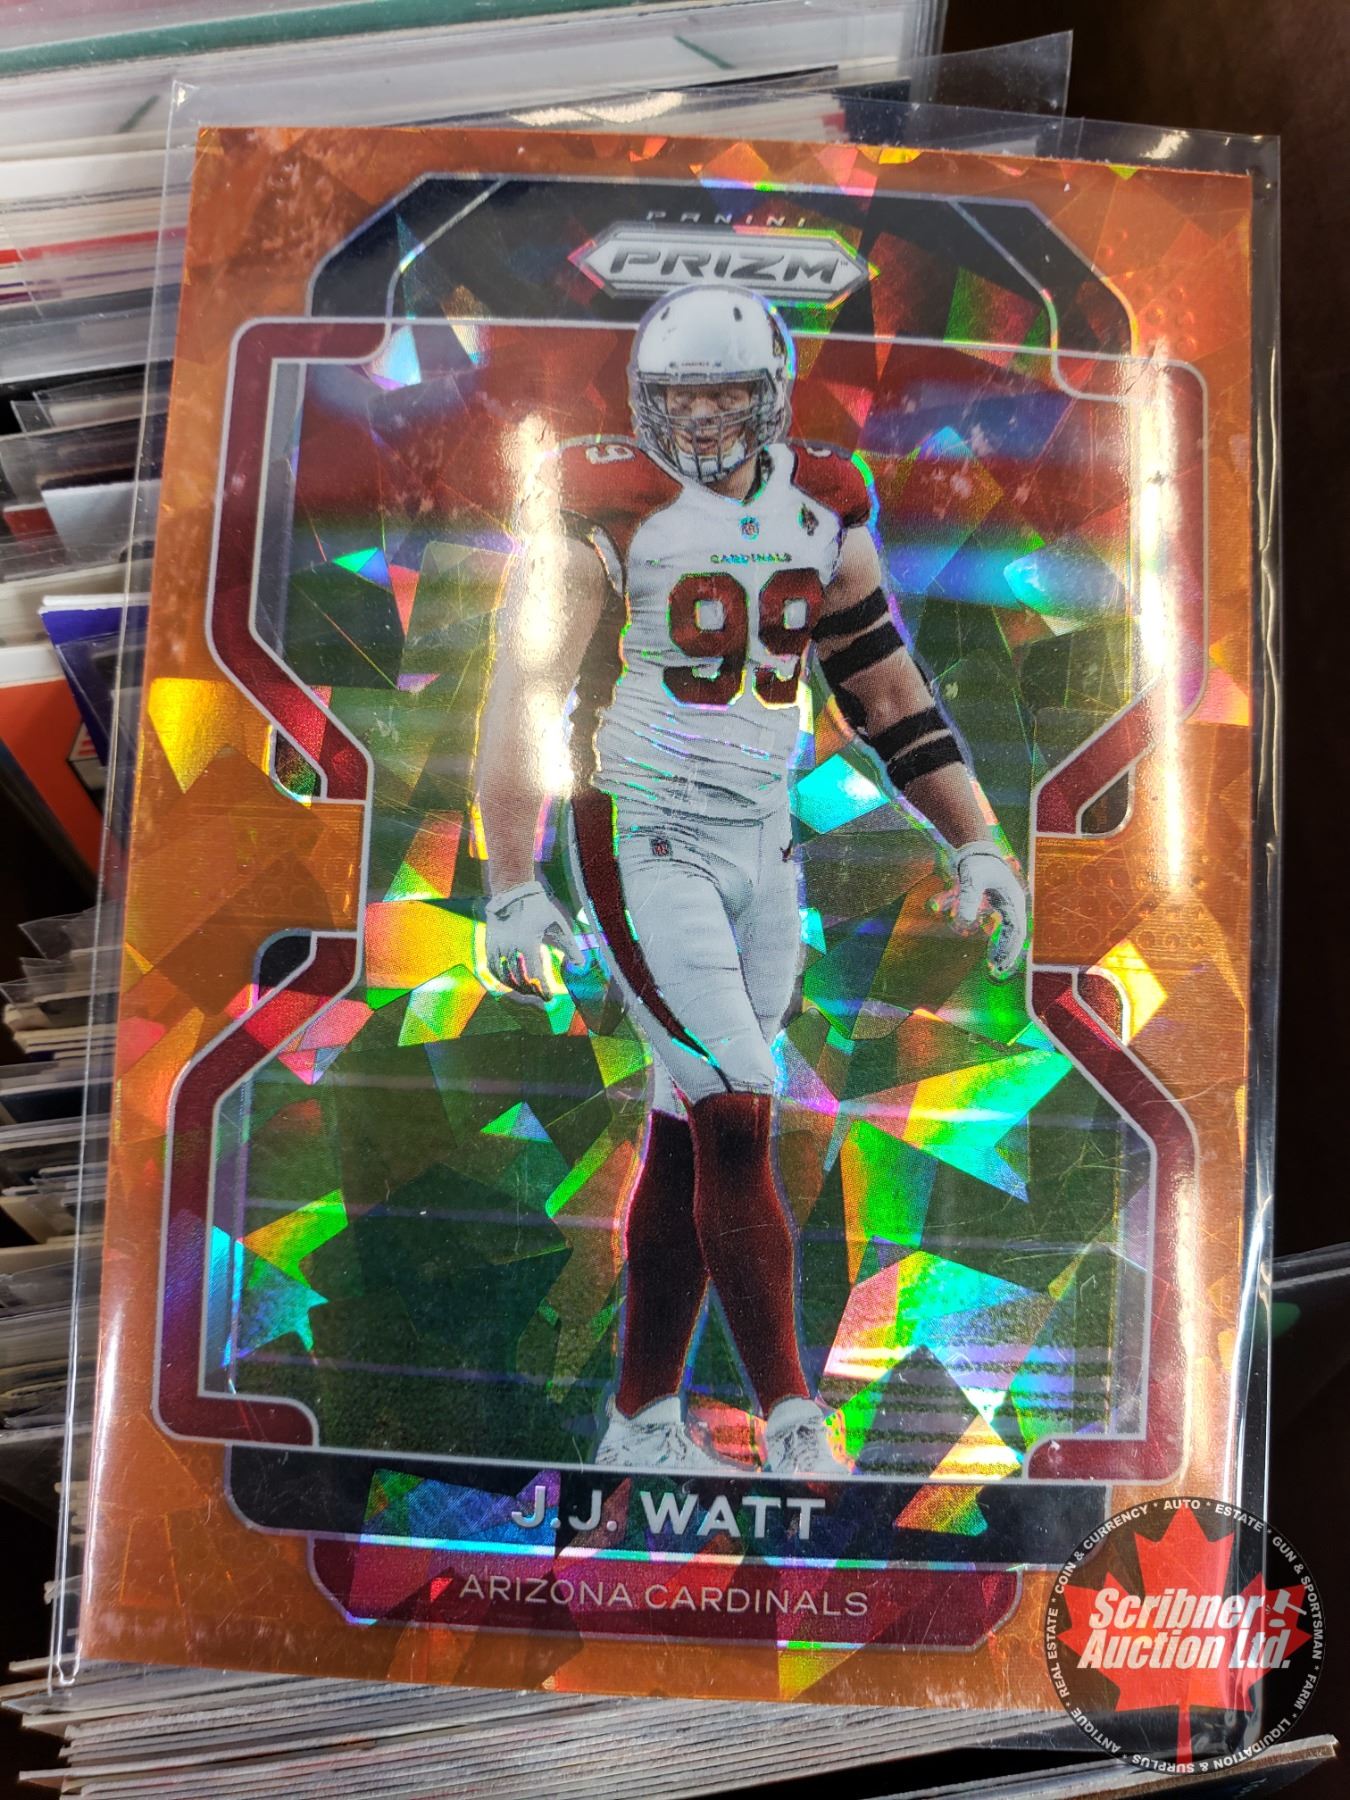 PANINI
PRIZM
99
CARDINALS
99
J.J. WATT
ARIZONA CARDINALS
COIN & CURRENCY * AUTO * ESTATE * GUN & SPORTSMAN * FARM * LIQUIDATION & SURPLUS * ANTIQUE * REAL ESTATE *
Scribner
Auction Ltd.